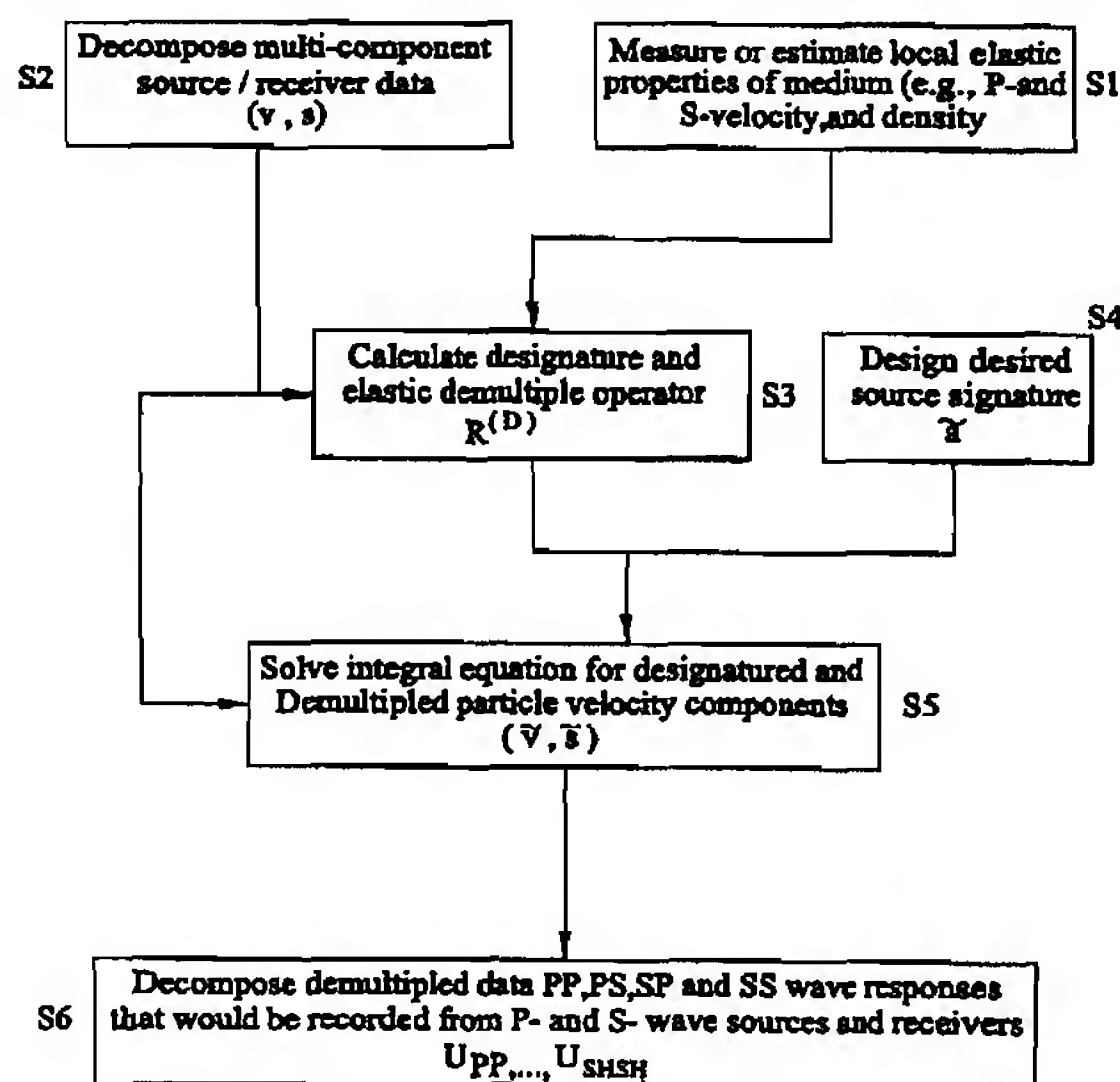 S2
Decompose multi-component
source / receiver data
(v , s)
Measure or estimate local elastic
properties of medium (e.g., P-and
S-velocity,and density
S1
Calculate designature and
elastic demultiple operator
R^(D)
S3
S4
Design desired
source signature
ã
Solve integral equation for designatured and
Demultipled particle velocity components
(ṽ , s̃ )
S5
S6
Decompose demultipled data PP,PS,SP and SS wave responses
that would be recorded from P- and S- wave sources and receivers
U_PP,..., U_SHSH